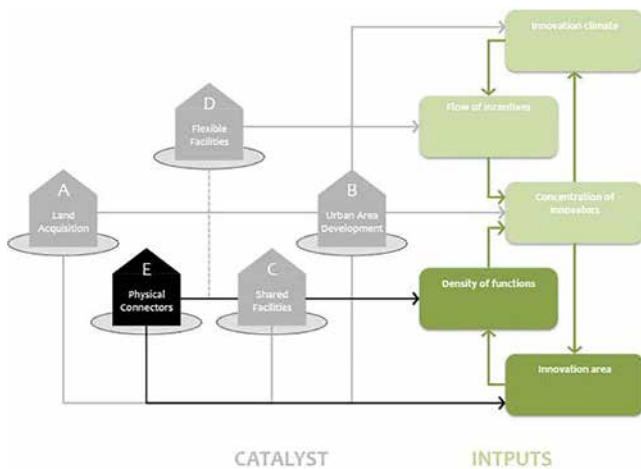 Innovation climate
D
Flexible
Facilities
Flow of incentives
A
Land
Acquisition
B
Urban Area
Development
Concentration of
innovators
E
Physical
Connectors
C
Shared
Facilities
Density of functions
Innovation area
CATALYST
INTPUTS